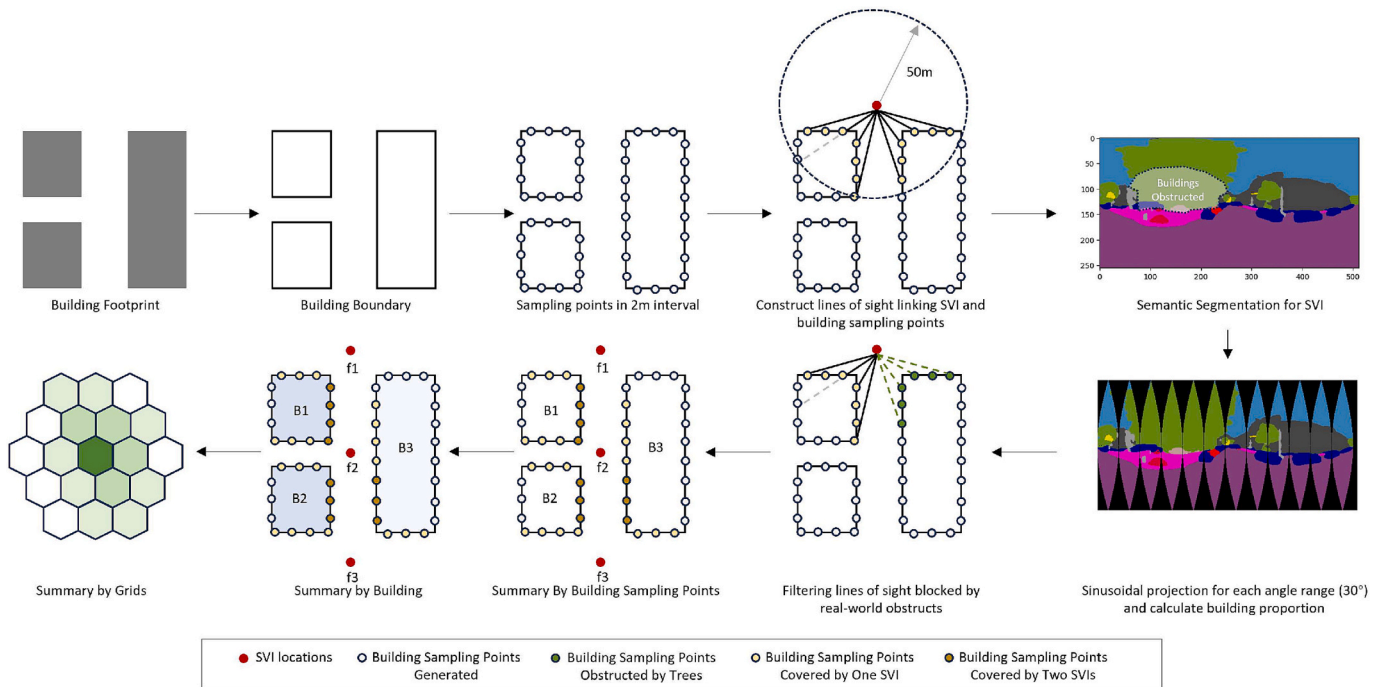 50m
0
50
100
150
200
250
0
100
200
300
400
500
Buildings
Obstructed
Building Footprint
Building Boundary
Sampling points in 2m interval
Construct lines of sight linking SVI and
building sampling points
Semantic Segmentation for SVI
f1
B1
B3
f2
B2
f3
f1
B1
B3
f2
B2
f3
Summary by Grids
Summary by Building
Summary By Building Sampling Points
Filtering lines of sight blocked by
real-world obstructs
Sinusoidal projection for each angle range (30°)
and calculate building proportion
SVI locations
Building Sampling Points
Generated
Building Sampling Points
Obstructed by Trees
Building Sampling Points
Covered by One SVI
Building Sampling Points
Covered by Two SVIs